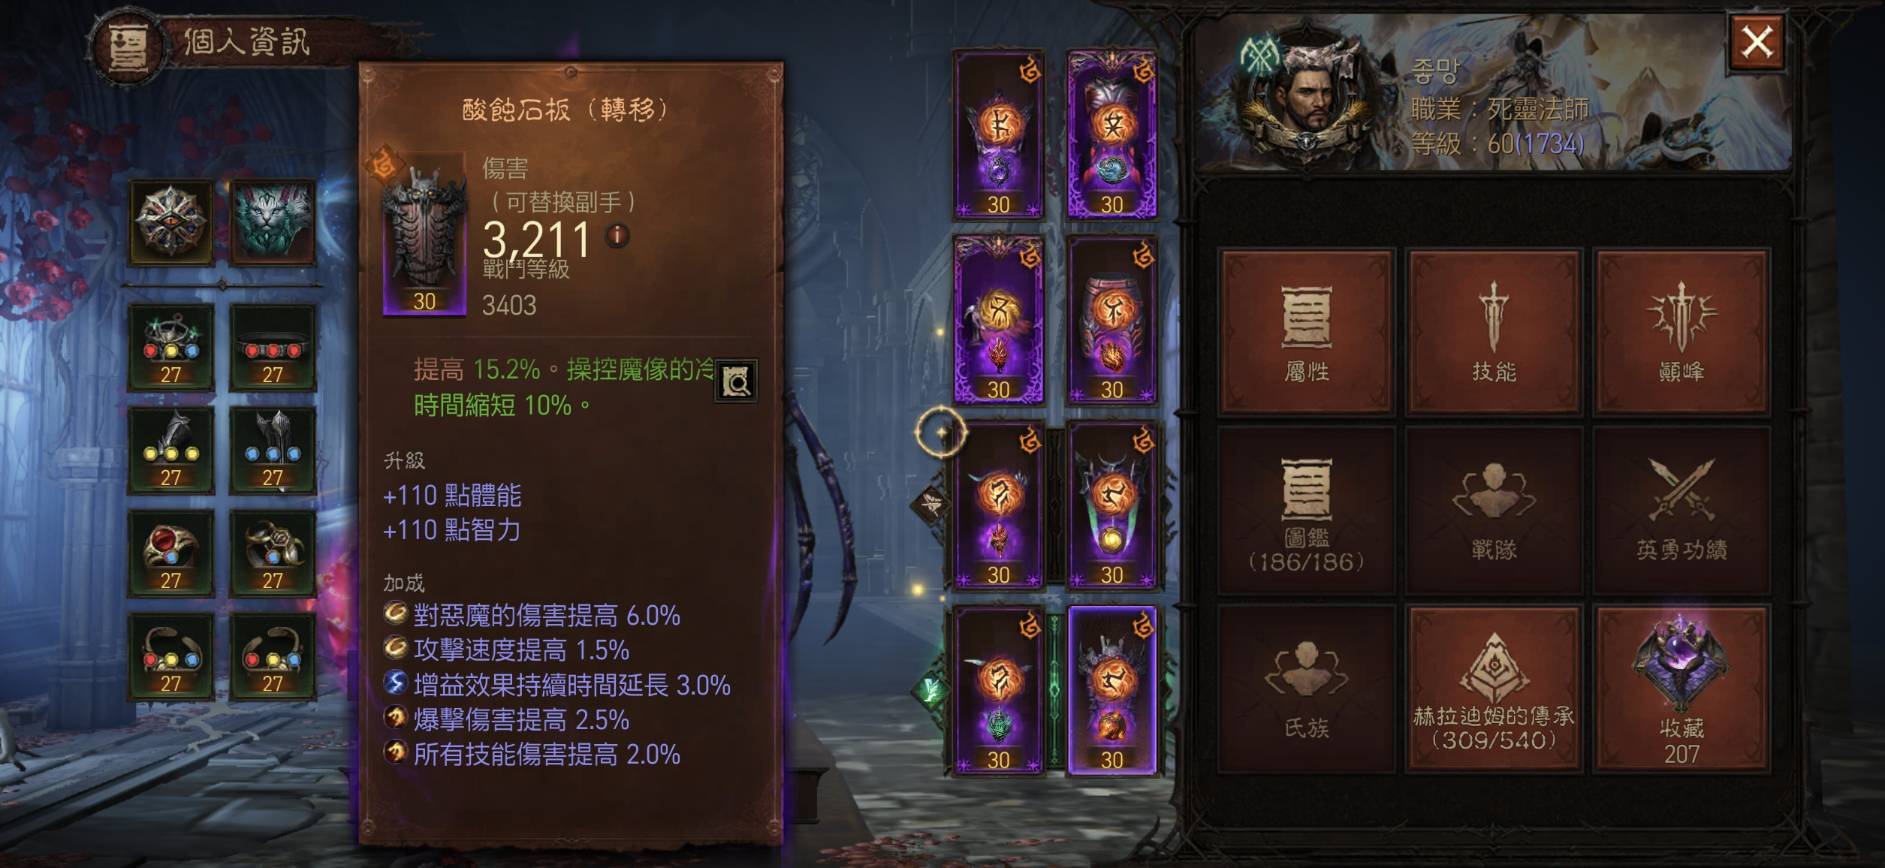 個人資訊
酸蝕石板（轉移）
傷害
（可替換副手）
3,211
戰鬥等級
3403
30
提高 15.2%。操控魔像的冷
時間縮短 10%。
升級
+110 點體能
+110 點智力
加成
對惡魔的傷害提高 6.0%
攻擊速度提高 1.5%
增益效果持續時間延長 3.0%
爆擊傷害提高 2.5%
所有技能傷害提高 2.0%
27
27
27
27
27
27
27
27
30
30
30
30
30
30
30
30
종망
職業：死靈法師
等級：60(1734)
屬性
技能
巔峰
圖鑑
(186/186)
戰隊
英勇功績
氏族
赫拉迪姆的傳承
(309/540)
收藏
207